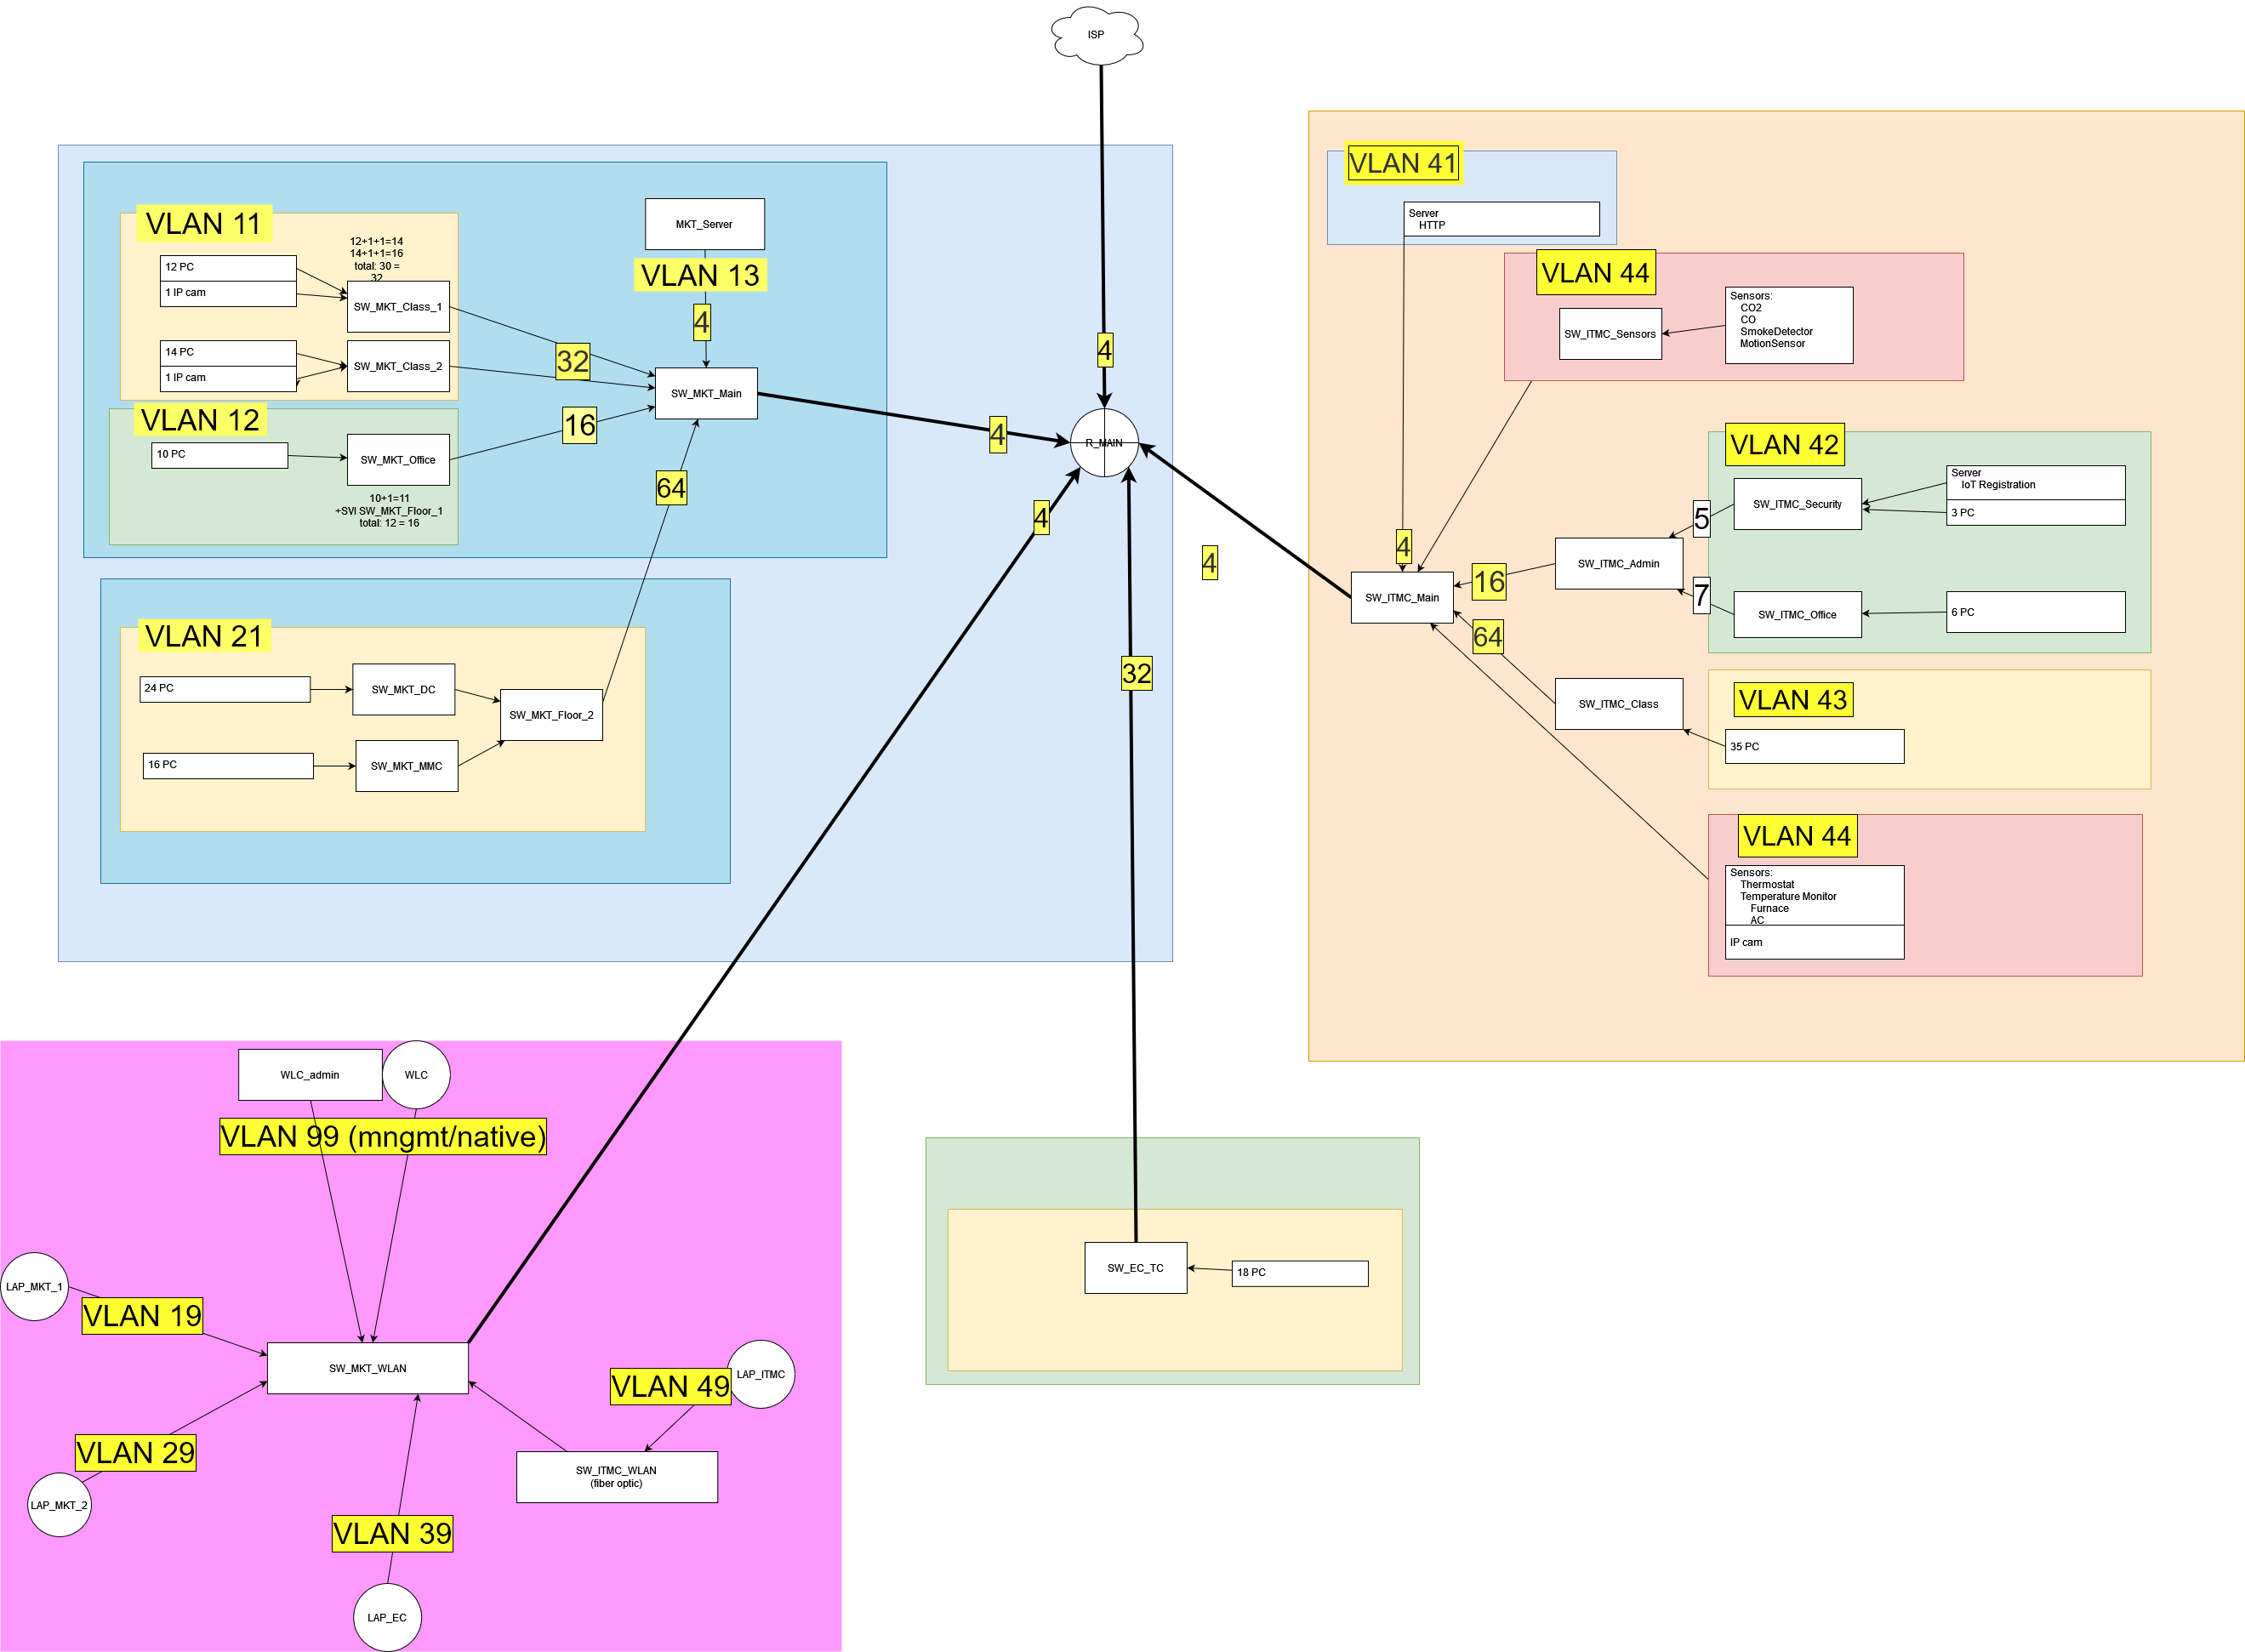 ISP
VLAN 11
12+1+1=14
14+1+1=16
total: 30 =
32
12 PC
1 IP cam
SW_MKT_Class_1
14 PC
1 IP cam
SW_MKT_Class_2
VLAN 12
10 PC
SW_MKT_Office
10+1=11
+SVI SW_MKT_Floor_1
total: 12 = 16
MKT_Server
VLAN 13
4
32
16
64
SW_MKT_Main
4
4
R_MAIN
4
4
32
VLAN 21
24 PC
SW_MKT_DC
SW_MKT_Floor_2
16 PC
SW_MKT_MMC
VLAN 41
Server
HTTP
VLAN 44
SW_ITMC_Sensors
Sensors:
CO2
CO
SmokeDetector
MotionSensor
VLAN 42
SW_ITMC_Security
Server
IoT Registration
3 PC
5
SW_ITMC_Admin
7
SW_ITMC_Office
6 PC
4
16
SW_ITMC_Main
64
SW_ITMC_Class
VLAN 43
35 PC
VLAN 44
Sensors:
Thermostat
Temperature Monitor
Furnace
AC
IP cam
WLC_admin
WLC
VLAN 99 (mngmt/native)
LAP_MKT_1
VLAN 19
SW_MKT_WLAN
LAP_ITMC
VLAN 49
VLAN 29
LAP_MKT_2
SW_ITMC_WLAN
(fiber optic)
VLAN 39
LAP_EC
SW_EC_TC
18 PC